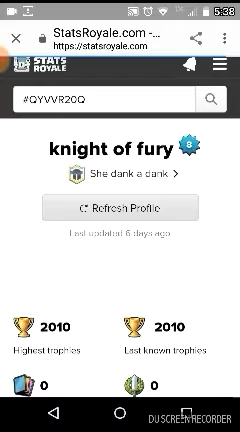 5:38
StatsRoyale.com -...
https://statsroyale.com
STATS
ROYALE
#QYVVR20Q
knight of fury 8
She dank a dank >
Refresh Profile
Last updated 6 days ago
2010 2010
Highest trophies Last known trophies
0 0
DU SCREEN RECORDER